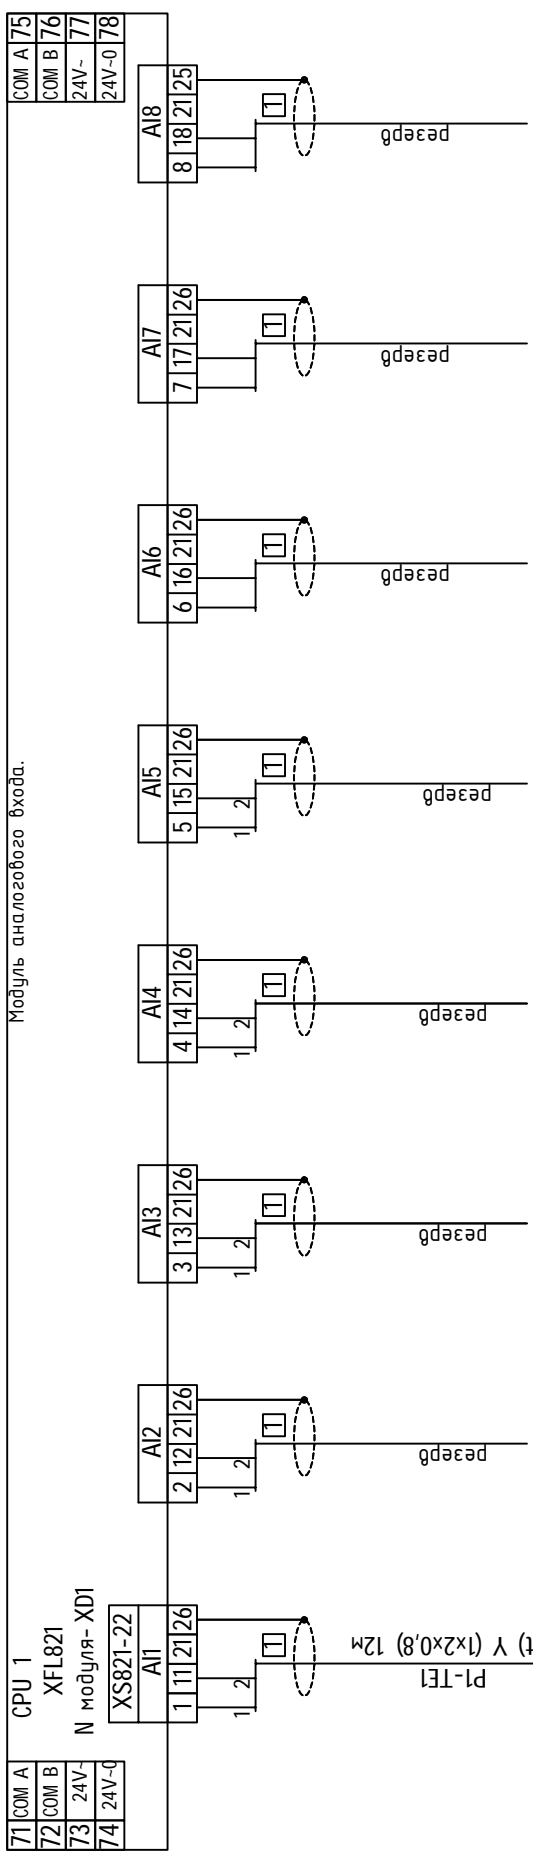 Модуль аналогового входа.
71 COM A
72 COM B
73 24V~
74 24V~0
CPU 1
XFL821
N модуля- XD1
COM A 75
COM B 76
24V~ 77
24V~0 78
XS821-22
AI1
1 11 21 26
1 2
1
P1-TE1
t) Y (1x2x0,8) 12м
AI2
2 12 21 26
1 2
1
резерв
AI3
3 13 21 26
1 2
1
резерв
AI4
4 14 21 26
1 2
1
резерв
AI5
5 15 21 26
1 2
1
резерв
AI6
6 16 21 26
1
резерв
AI7
7 17 21 26
1
резерв
AI8
8 18 21 25
1
резерв